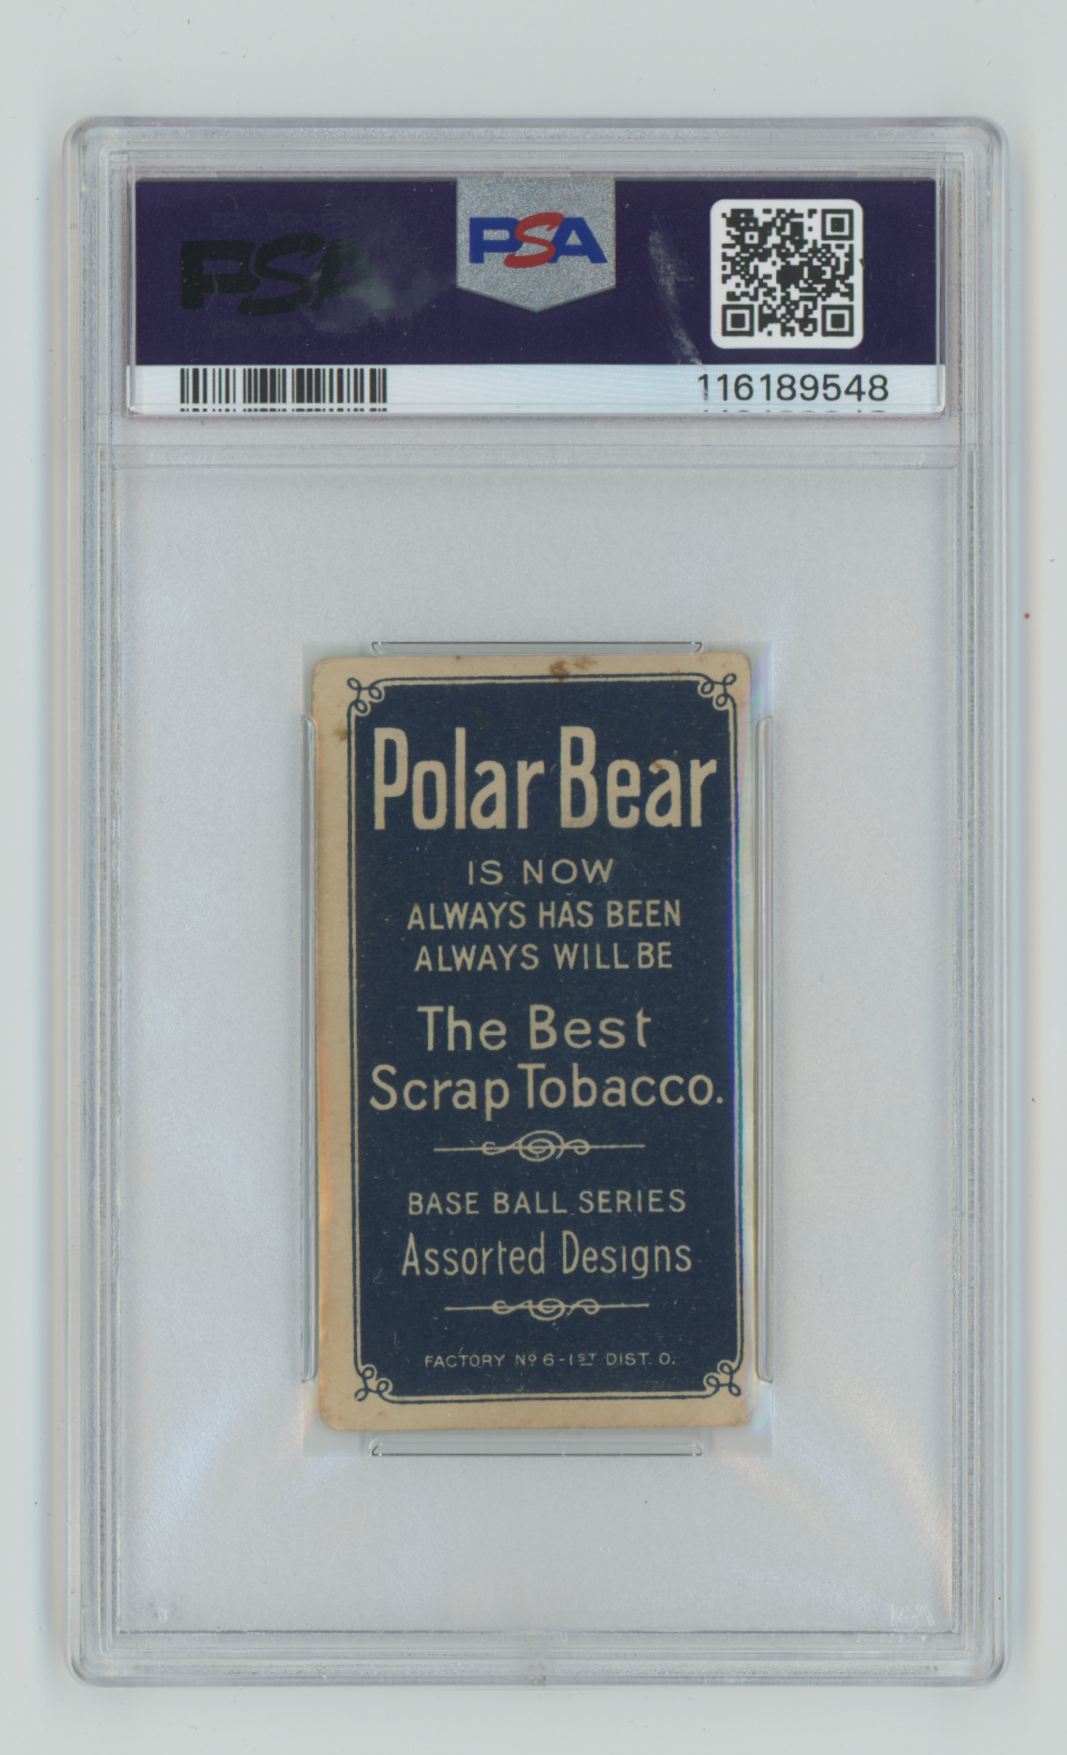 PSA
PSA
116189548
Polar Bear
IS NOW
ALWAYS HAS BEEN
ALWAYS WILL BE
The Best
Scrap Tobacco.
BASE BALL SERIES
Assorted Designs
FACTORY Nº 6-1ST DIST. O.